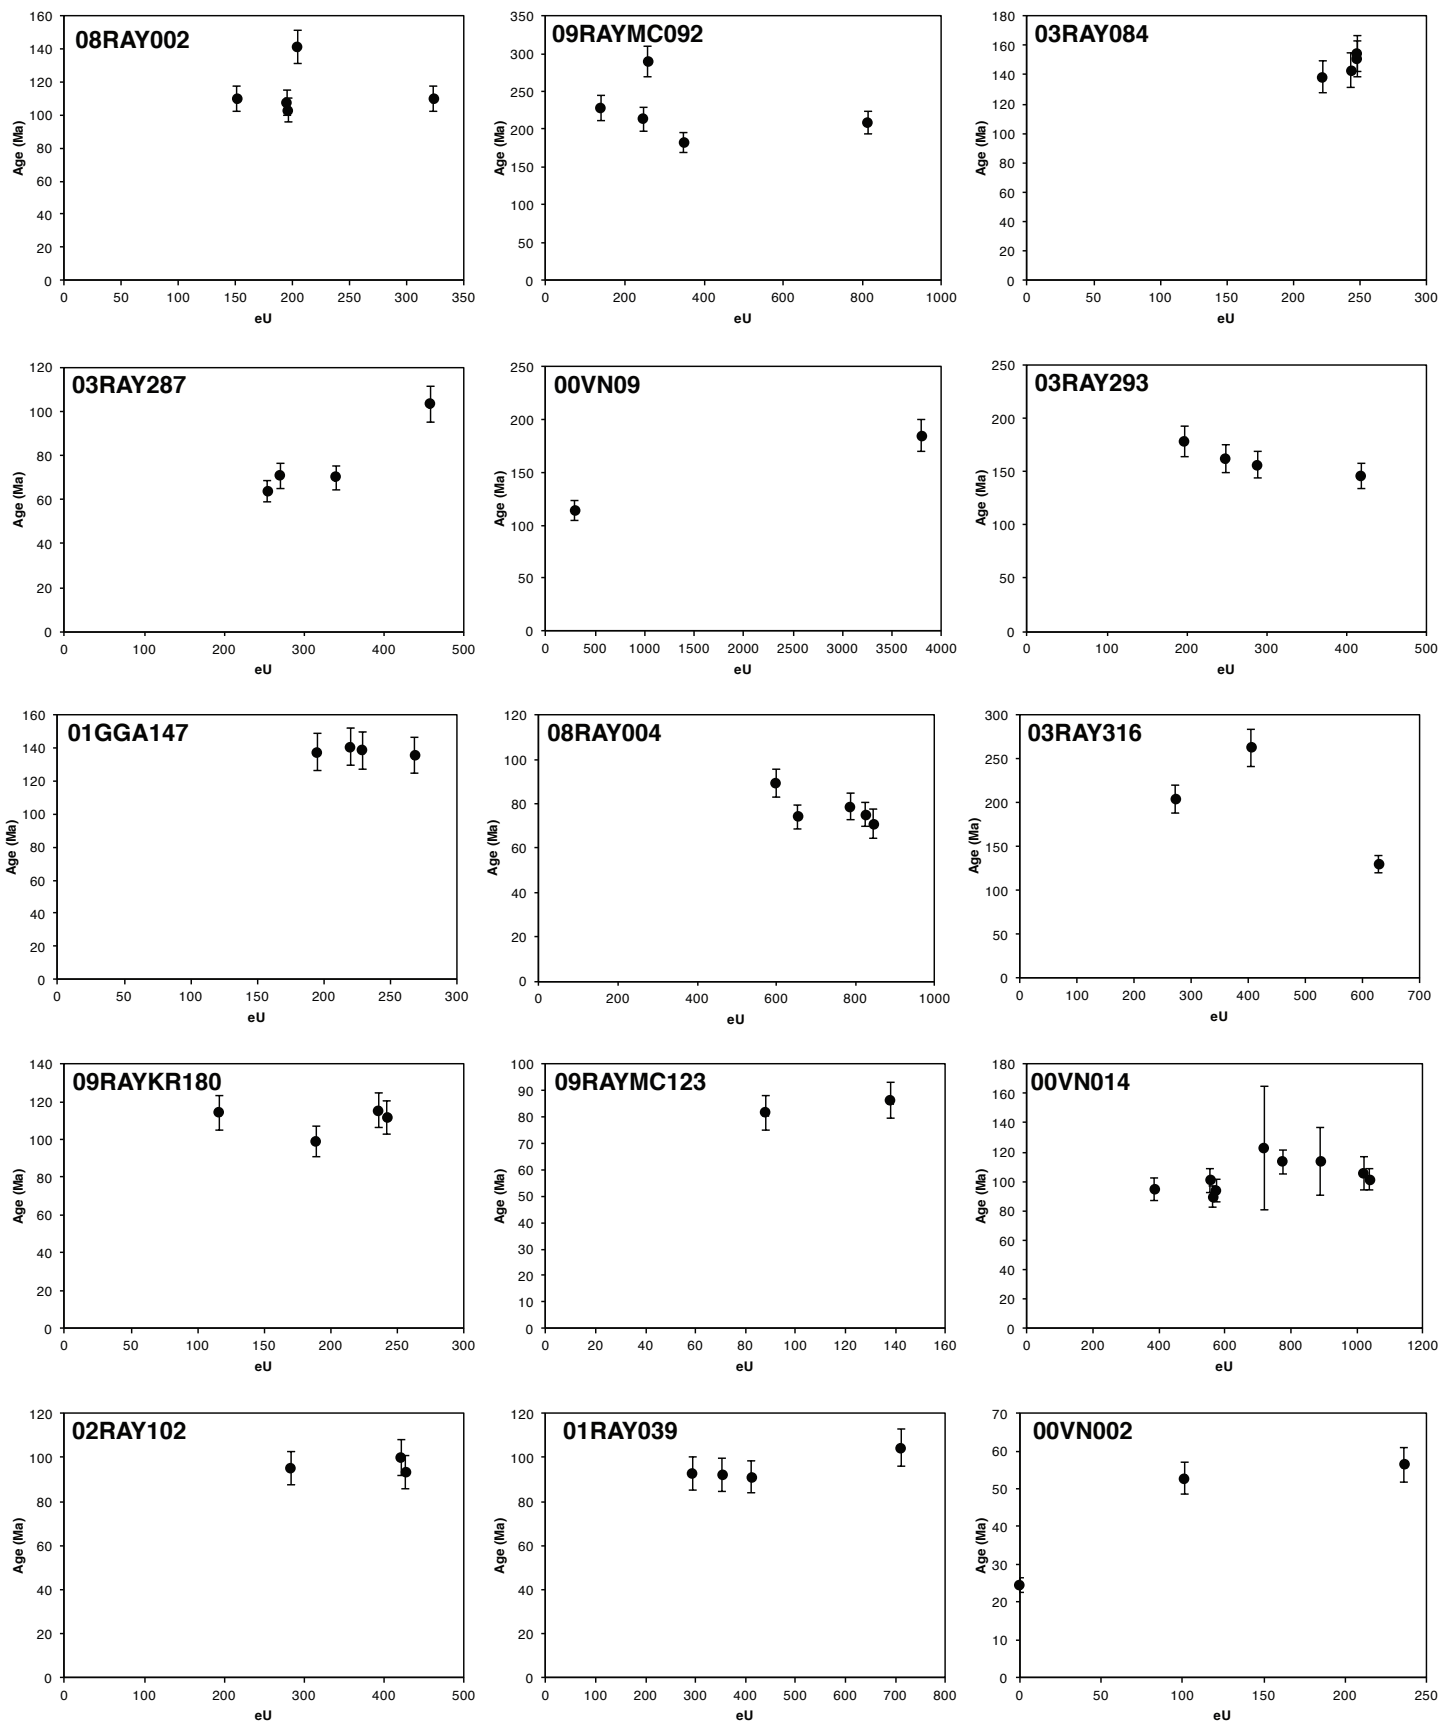 08RAY002
Age (Ma)
160
140
120
100
80
60
40
20
0
0 50 100 150 200 250 300 350
eU
09RAYMC092
Age (Ma)
350
300
250
200
150
100
50
0
0 200 400 600 800 1000
eU
03RAY084
Age (Ma)
180
160
140
120
100
80
60
40
20
0
0 50 100 150 200 250 300
eU
03RAY287
Age (Ma)
120
100
80
60
40
20
0
0 100 200 300 400 500
eU
00VN09
Age (Ma)
250
200
150
100
50
0
0 500 1000 1500 2000 2500 3000 3500 4000
eU
03RAY293
Age (Ma)
250
200
150
100
50
0
0 100 200 300 400 500
eU
01GGA147
Age (Ma)
160
140
120
100
80
60
40
20
0
0 50 100 150 200 250 300
eU
08RAY004
Age (Ma)
120
100
80
60
40
20
0
0 200 400 600 800 1000
eU
03RAY316
Age (Ma)
300
250
200
150
100
50
0
0 100 200 300 400 500 600 700
eU
09RAYKR180
Age (Ma)
140
120
100
80
60
40
20
0
0 50 100 150 200 250 300
eU
09RAYMC123
Age (Ma)
100
90
80
70
60
50
40
30
20
10
0
0 20 40 60 80 100 120 140 160
eU
00VN014
Age (Ma)
180
160
140
120
100
80
60
40
20
0
0 200 400 600 800 1000 1200
eU
02RAY102
Age (Ma)
120
100
80
60
40
20
0
0 100 200 300 400 500
eU
01RAY039
Age (Ma)
120
100
80
60
40
20
0
0 100 200 300 400 500 600 700 800
eU
00VN002
Age (Ma)
70
60
50
40
30
20
10
0
0 50 100 150 200 250
eU